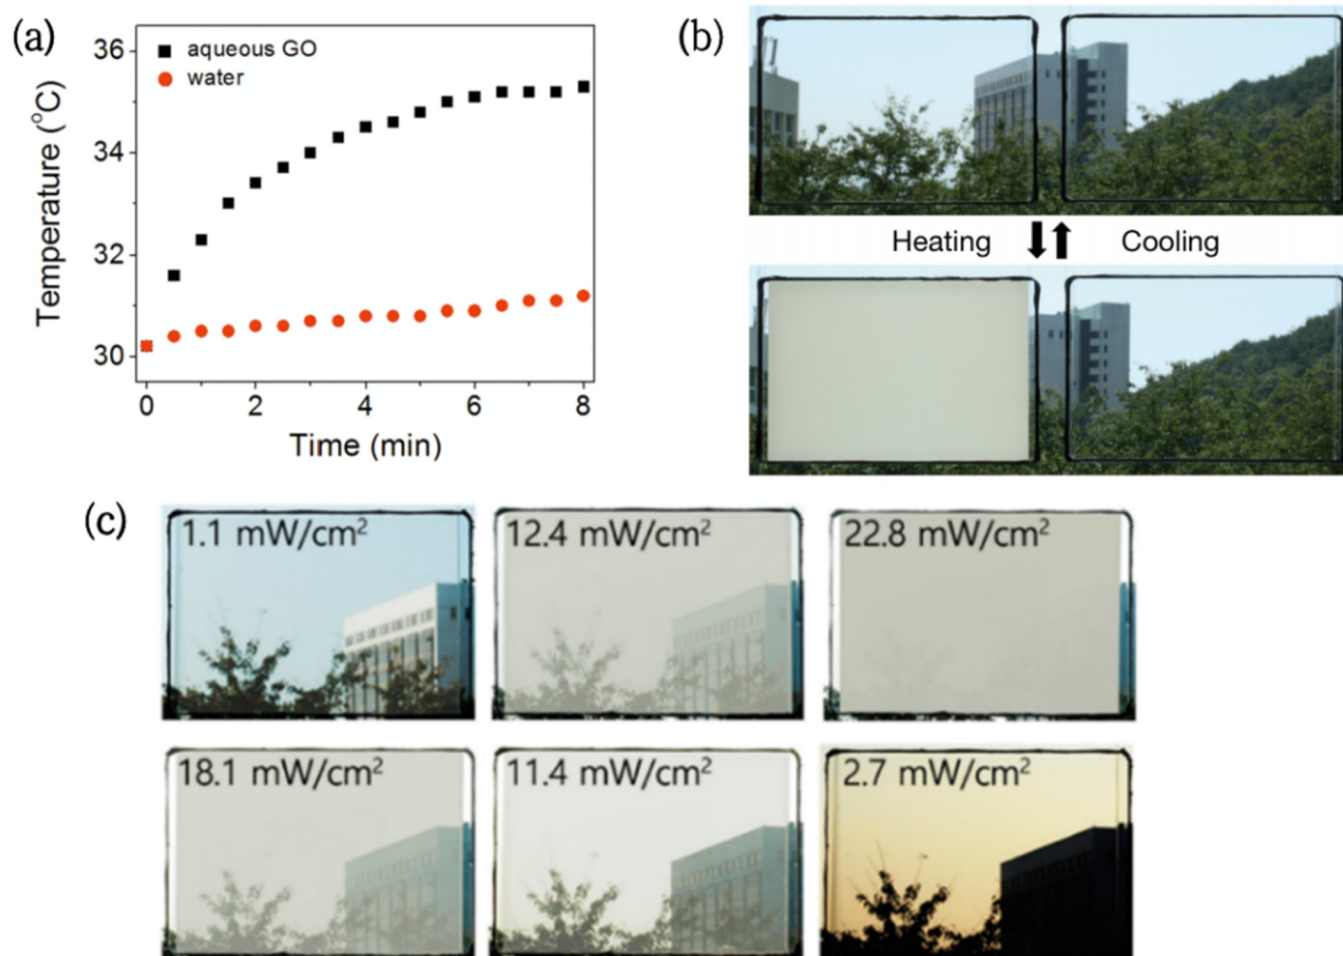 (a)
36
34
32
30
Temperature (°C)
aqueous GO
water
0 2 4 6 8
Time (min)
(b)
Heating Cooling
(c)
1.1 mW/cm²
12.4 mW/cm²
22.8 mW/cm²
18.1 mW/cm²
11.4 mW/cm²
2.7 mW/cm²